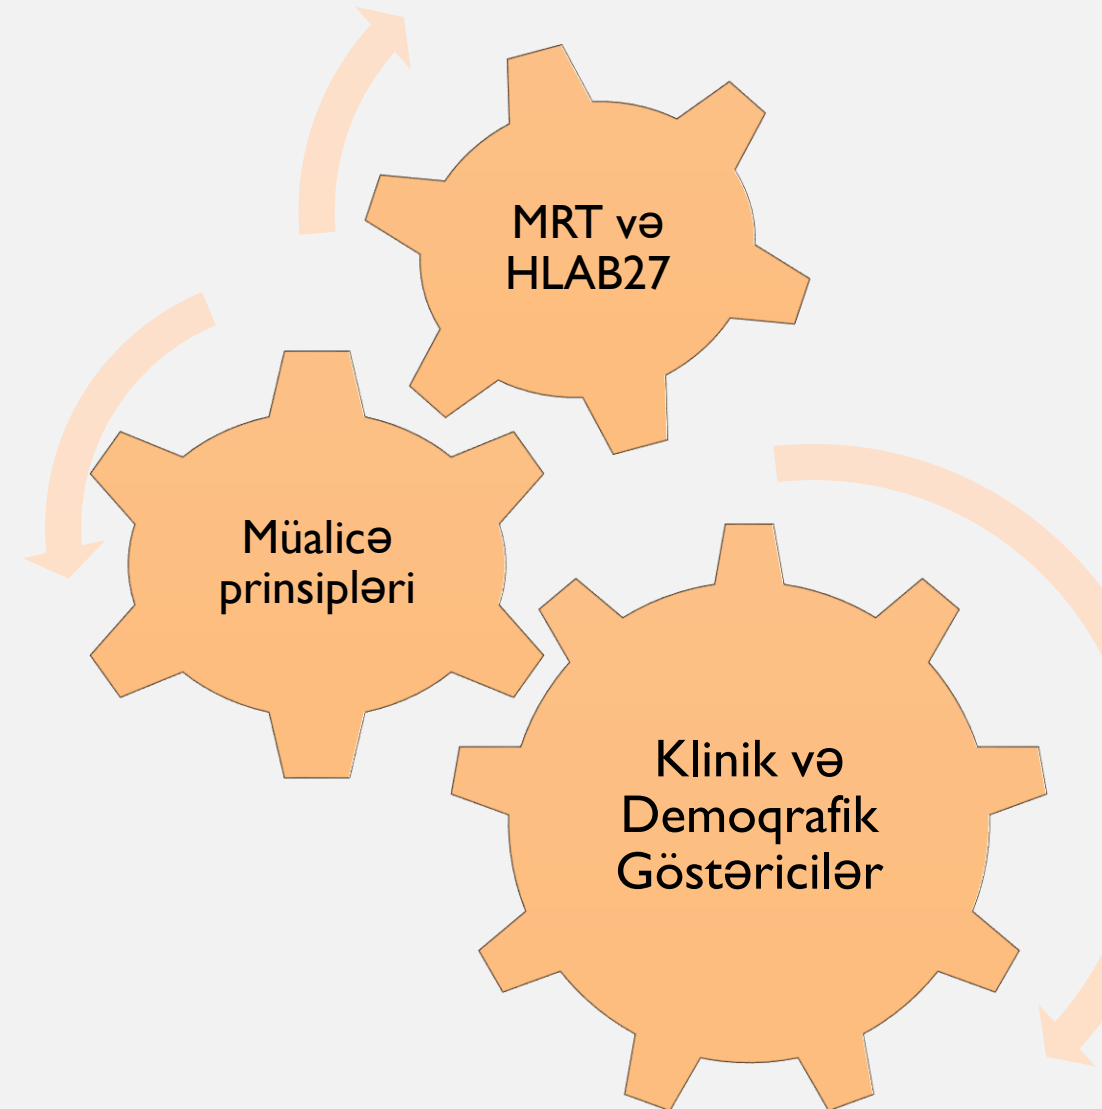 MRT və
HLAB27
Müalicə
prinsipləri
Klinik və
Demoqrafik
Göstəricilər